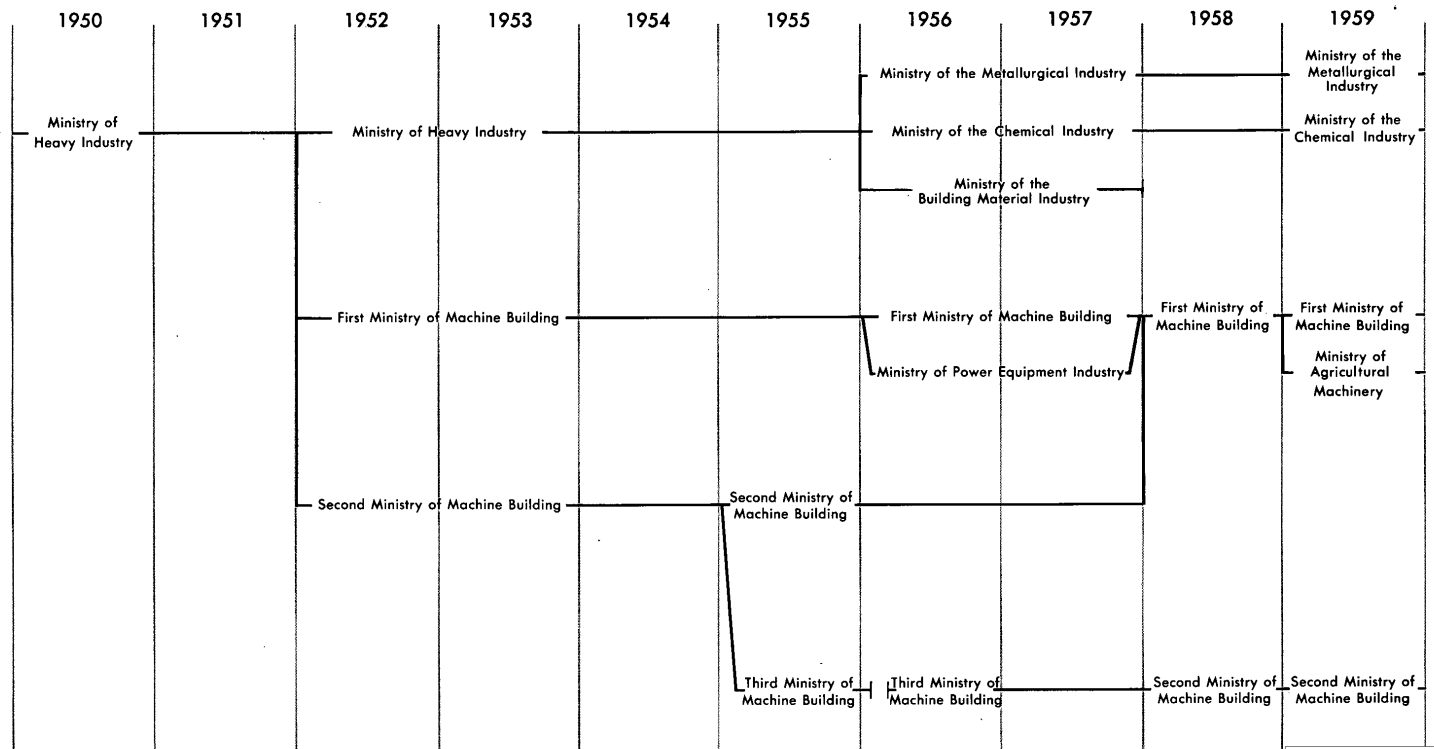 1950 1951 1952 1953 1954 1955 1956 1957 1958 1959
Ministry of
Heavy Industry
Ministry of Heavy Industry
Ministry of the Metallurgical Industry
Ministry of the
Metallurgical
Industry
Ministry of the Chemical Industry
Ministry of the
Chemical Industry
Ministry of the
Building Material Industry
First Ministry of Machine Building
First Ministry of Machine Building
First Ministry of
Machine Building
First Ministry of
Machine Building
Ministry of Power Equipment Industry
Ministry of
Agricultural
Machinery
Second Ministry of Machine Building
Second Ministry of
Machine Building
Third Ministry of
Machine Building
Third Ministry of
Machine Building
Second Ministry of
Machine Building
Second Ministry of
Machine Building